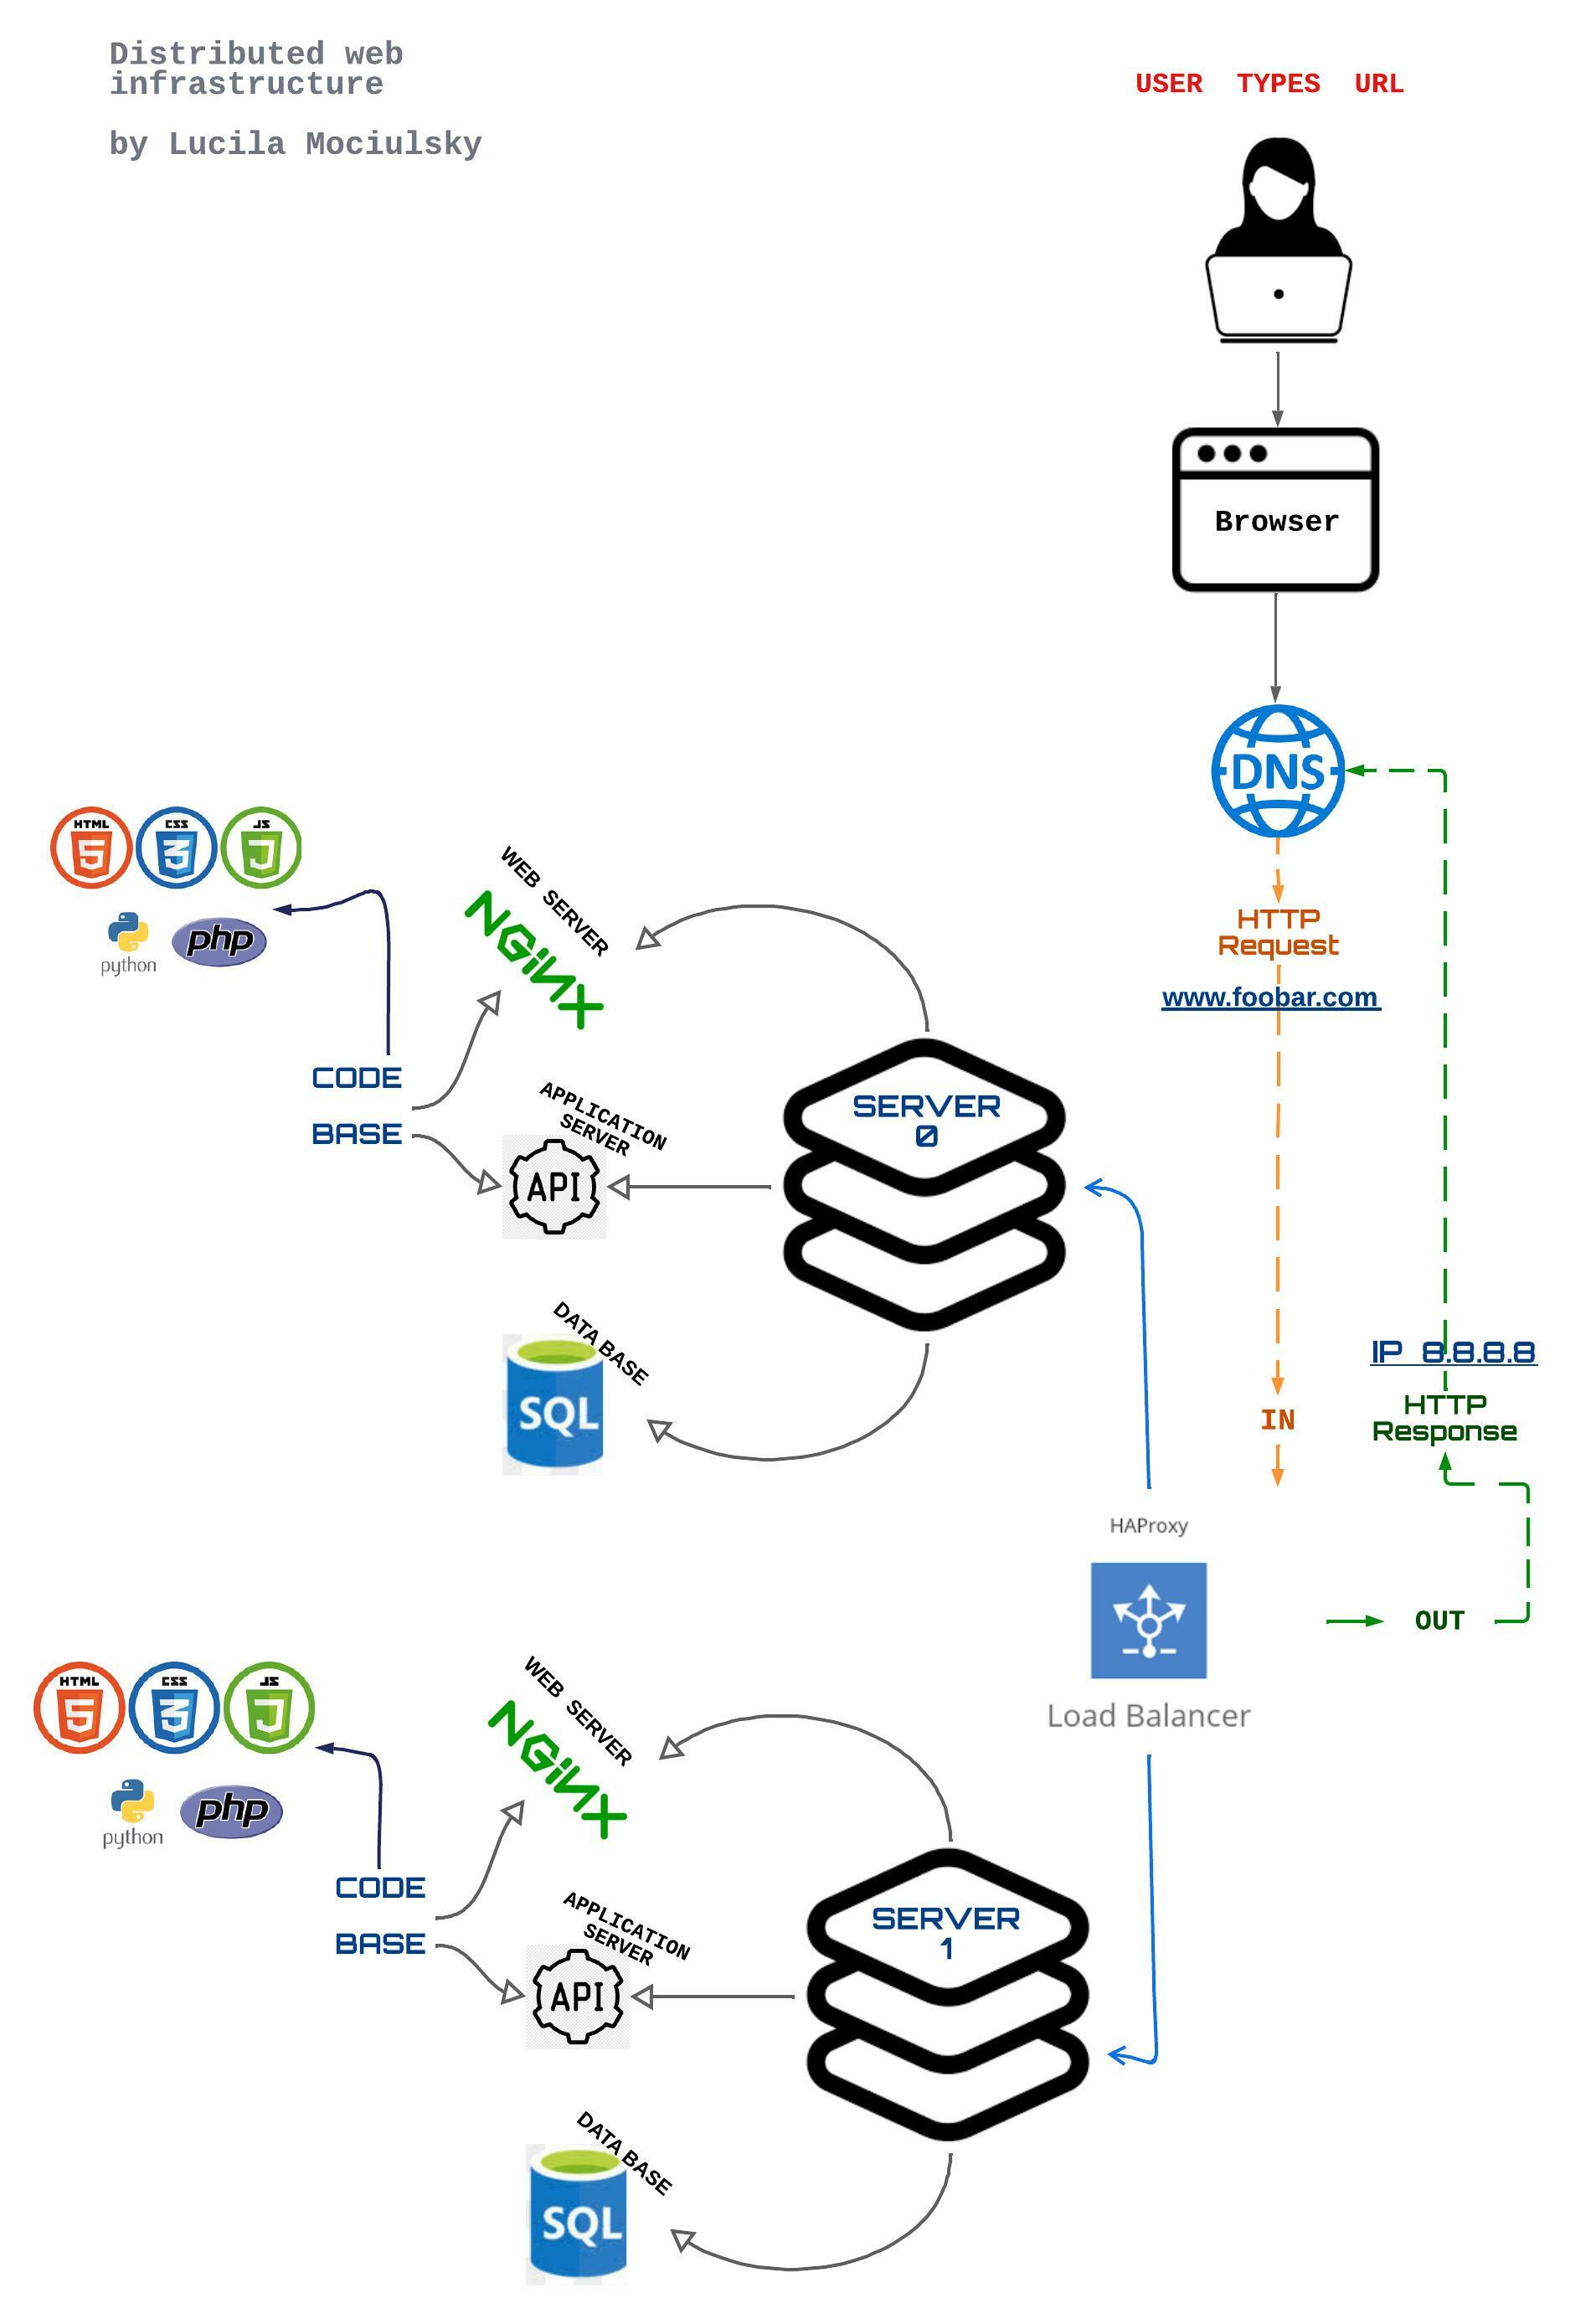 Distributed web
infrastructure
by Lucila Mociulsky
USER TYPES URL
Browser
DNS
HTTP
Request
www.foobar.com
IN
IP 8.8.8.8
HTTP
Response
OUT
HAProxy
Load Balancer
HTML
5
CSS
3
JS
python
php
CODE
BASE
WEB SERVER
NGiNX
APPLICATION
SERVER
API
DATA BASE
SQL
SERVER
0
HTML
5
CSS
3
JS
python
php
CODE
BASE
WEB SERVER
NGiNX
APPLICATION
SERVER
API
DATA BASE
SQL
SERVER
1